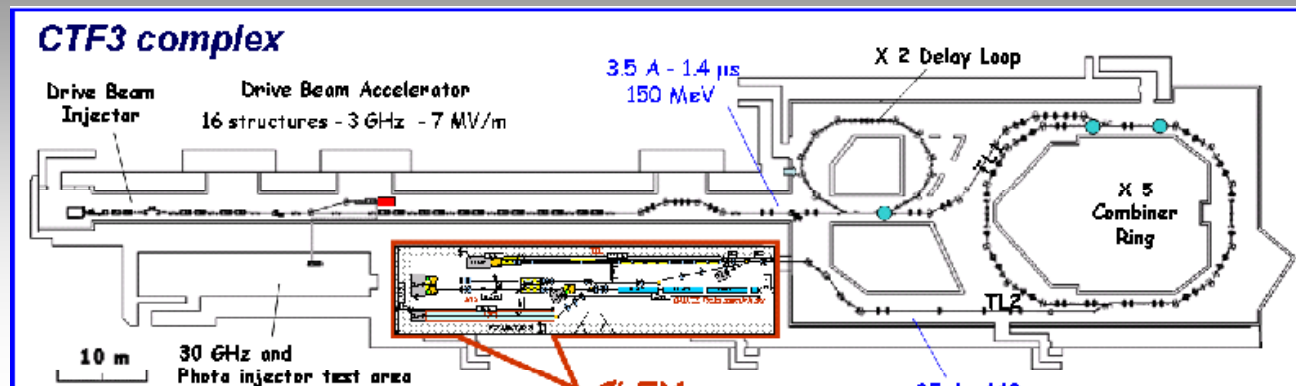 CTF3 complex
Drive Beam
Injector
Drive Beam Accelerator
16 structures - 3 GHz - 7 MV/m
3.5 A - 1.4 µs
150 MeV
X 2 Delay Loop
TL1
X 5
Combiner
Ring
TL2
10 m
30 GHz and
Photo injector test area